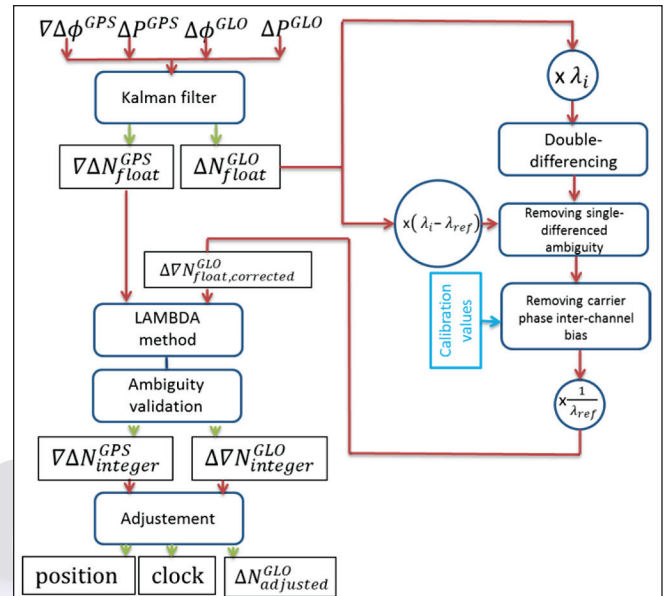 ∇Δϕ^GPS ΔP^GPS Δϕ^GLO ΔP^GLO
Kalman filter
∇ΔN^GPS_float
ΔN^GLO_float
x λ_i
Double-
differencing
x(λ_i – λ_ref)
Removing single-
differenced
ambiguity
Δ∇N^GLO_float,corrected
Calibration
values
Removing carrier
phase inter-channel
bias
LAMBDA
method
x 1/λ_ref
Ambiguity
validation
∇ΔN^GPS_integer
Δ∇N^GLO_integer
Adjustement
position
clock
ΔN^GLO_adjusted